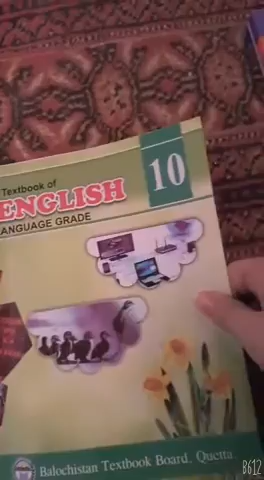 Textbook of
ENGLISH
LANGUAGE GRADE
10
Balochistan Textbook Board, Quetta.
B612